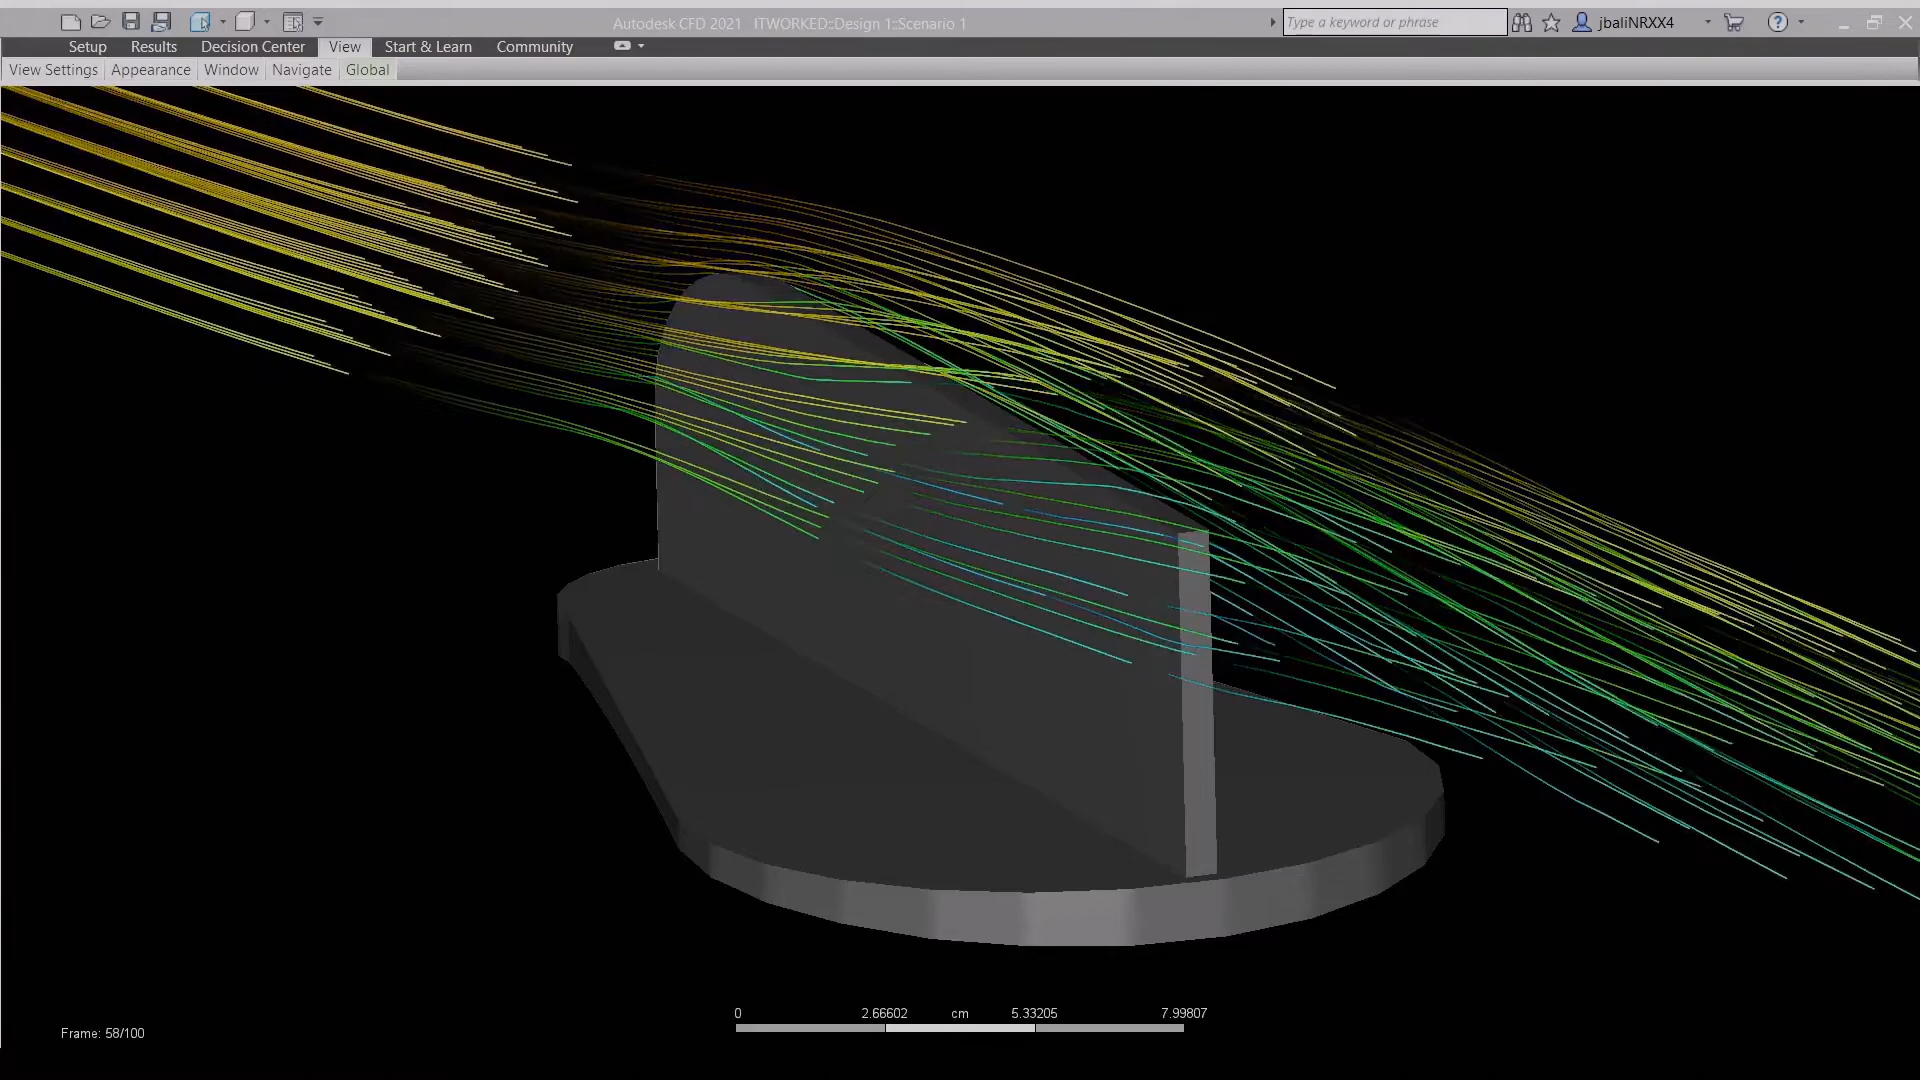 Autodesk CFD 2021 ITWORKED::Design 1::Scenario 1
Type a keyword or phrase
jbaliNRXX4
Setup Results Decision Center View Start & Learn Community
View Settings Appearance Window Navigate Global
0 2.66602 cm 5.33205 7.99807
Frame: 58/100